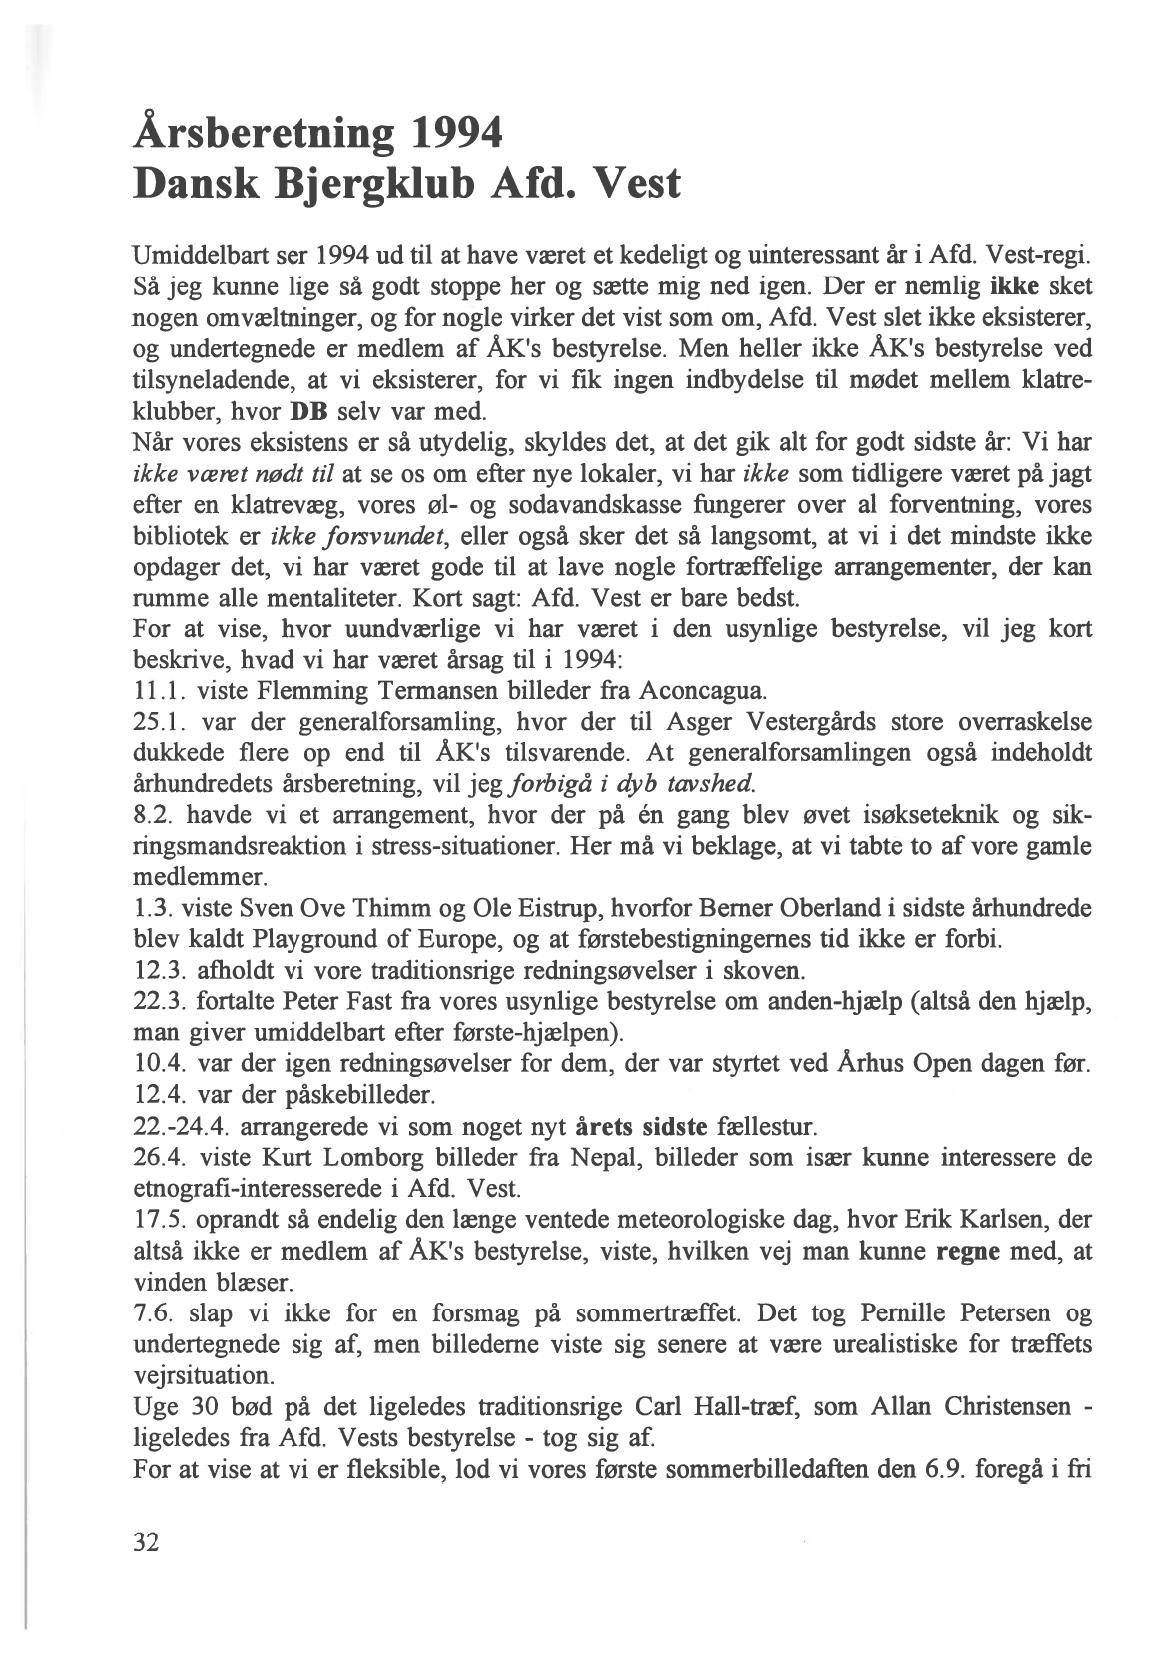 Årsberetning 1994
Dansk Bjergklub Afd. Vest
Umiddelbart ser 1994 ud til at have været et kedeligt og uinteressant år i Afd. Vest-regi.
Så jeg kunne lige så godt stoppe her og sætte mig ned igen. Der er nemlig ikke sket
nogen omvæltninger, og for nogle virker det vist som om, Afd. Vest slet ikke eksisterer,
og undertegnede er medlem af ÅK's bestyrelse. Men heller ikke ÅK's bestyrelse ved
tilsyneladende, at vi eksisterer, for vi fik ingen indbydelse til mødet mellem klatre-
klubber, hvor DB selv var med.
Når vores eksistens er så utydelig, skyldes det, at det gik alt for godt sidste år: Vi har
ikke været nødt til at se os om efter nye lokaler, vi har ikke som tidligere været på jagt
efter en klatrevæg, vores øl- og sodavandskasse fungerer over al forventning, vores
bibliotek er ikke forsvundet, eller også sker det så langsomt, at vi i det mindste ikke
opdager det, vi har været gode til at lave nogle fortræffelige arrangementer, der kan
rumme alle mentaliteter. Kort sagt: Afd. Vest er bare bedst.
For at vise, hvor uundværlige vi har været i den usynlige bestyrelse, vil jeg kort
beskrive, hvad vi har været årsag til i 1994:
11.1. viste Flemming Termansen billeder fra Aconcagua.
25.1. var der generalforsamling, hvor der til Asger Vestergårds store overraskelse
dukkede flere op end til ÅK's tilsvarende. At generalforsamlingen også indeholdt
århundredets årsberetning, vil jeg forbigå i dyb tavshed.
8.2. havde vi et arrangement, hvor der på én gang blev øvet isøkseteknik og sik-
ringsmandsreaktion i stress-situationer. Her må vi beklage, at vi tabte to af vore gamle
medlemmer.
1.3. viste Sven Ove Thimm og Ole Eistrup, hvorfor Berner Oberland i sidste århundrede
blev kaldt Playground of Europe, og at førstebestigningernes tid ikke er forbi.
12.3. afholdt vi vore traditionsrige redningsøvelser i skoven.
22.3. fortalte Peter Fast fra vores usynlige bestyrelse om anden-hjælp (altså den hjælp,
man giver umiddelbart efter første-hjælpen).
10.4. var der igen redningsøvelser for dem, der var styrtet ved Århus Open dagen før.
12.4. var der påskebilleder.
22.-24.4. arrangerede vi som noget nyt årets sidste fællestur.
26.4. viste Kurt Lomborg billeder fra Nepal, billeder som især kunne interessere de
etnografi-interesserede i Afd. Vest.
17.5. oprandt så endelig den længe ventede meteorologiske dag, hvor Erik Karlsen, der
altså ikke er medlem af ÅK's bestyrelse, viste, hvilken vej man kunne regne med, at
vinden blæser.
7.6. slap vi ikke for en forsmag på sommertræffet. Det tog Pernille Petersen og
undertegnede sig af, men billederne viste sig senere at være urealistiske for træffets
vejrsituation.
Uge 30 bød på det ligeledes traditionsrige Carl Hall-træf, som Allan Christensen -
ligeledes fra Afd. Vests bestyrelse - tog sig af.
For at vise at vi er fleksible, lod vi vores første sommerbilledaften den 6.9. foregå i fri
32